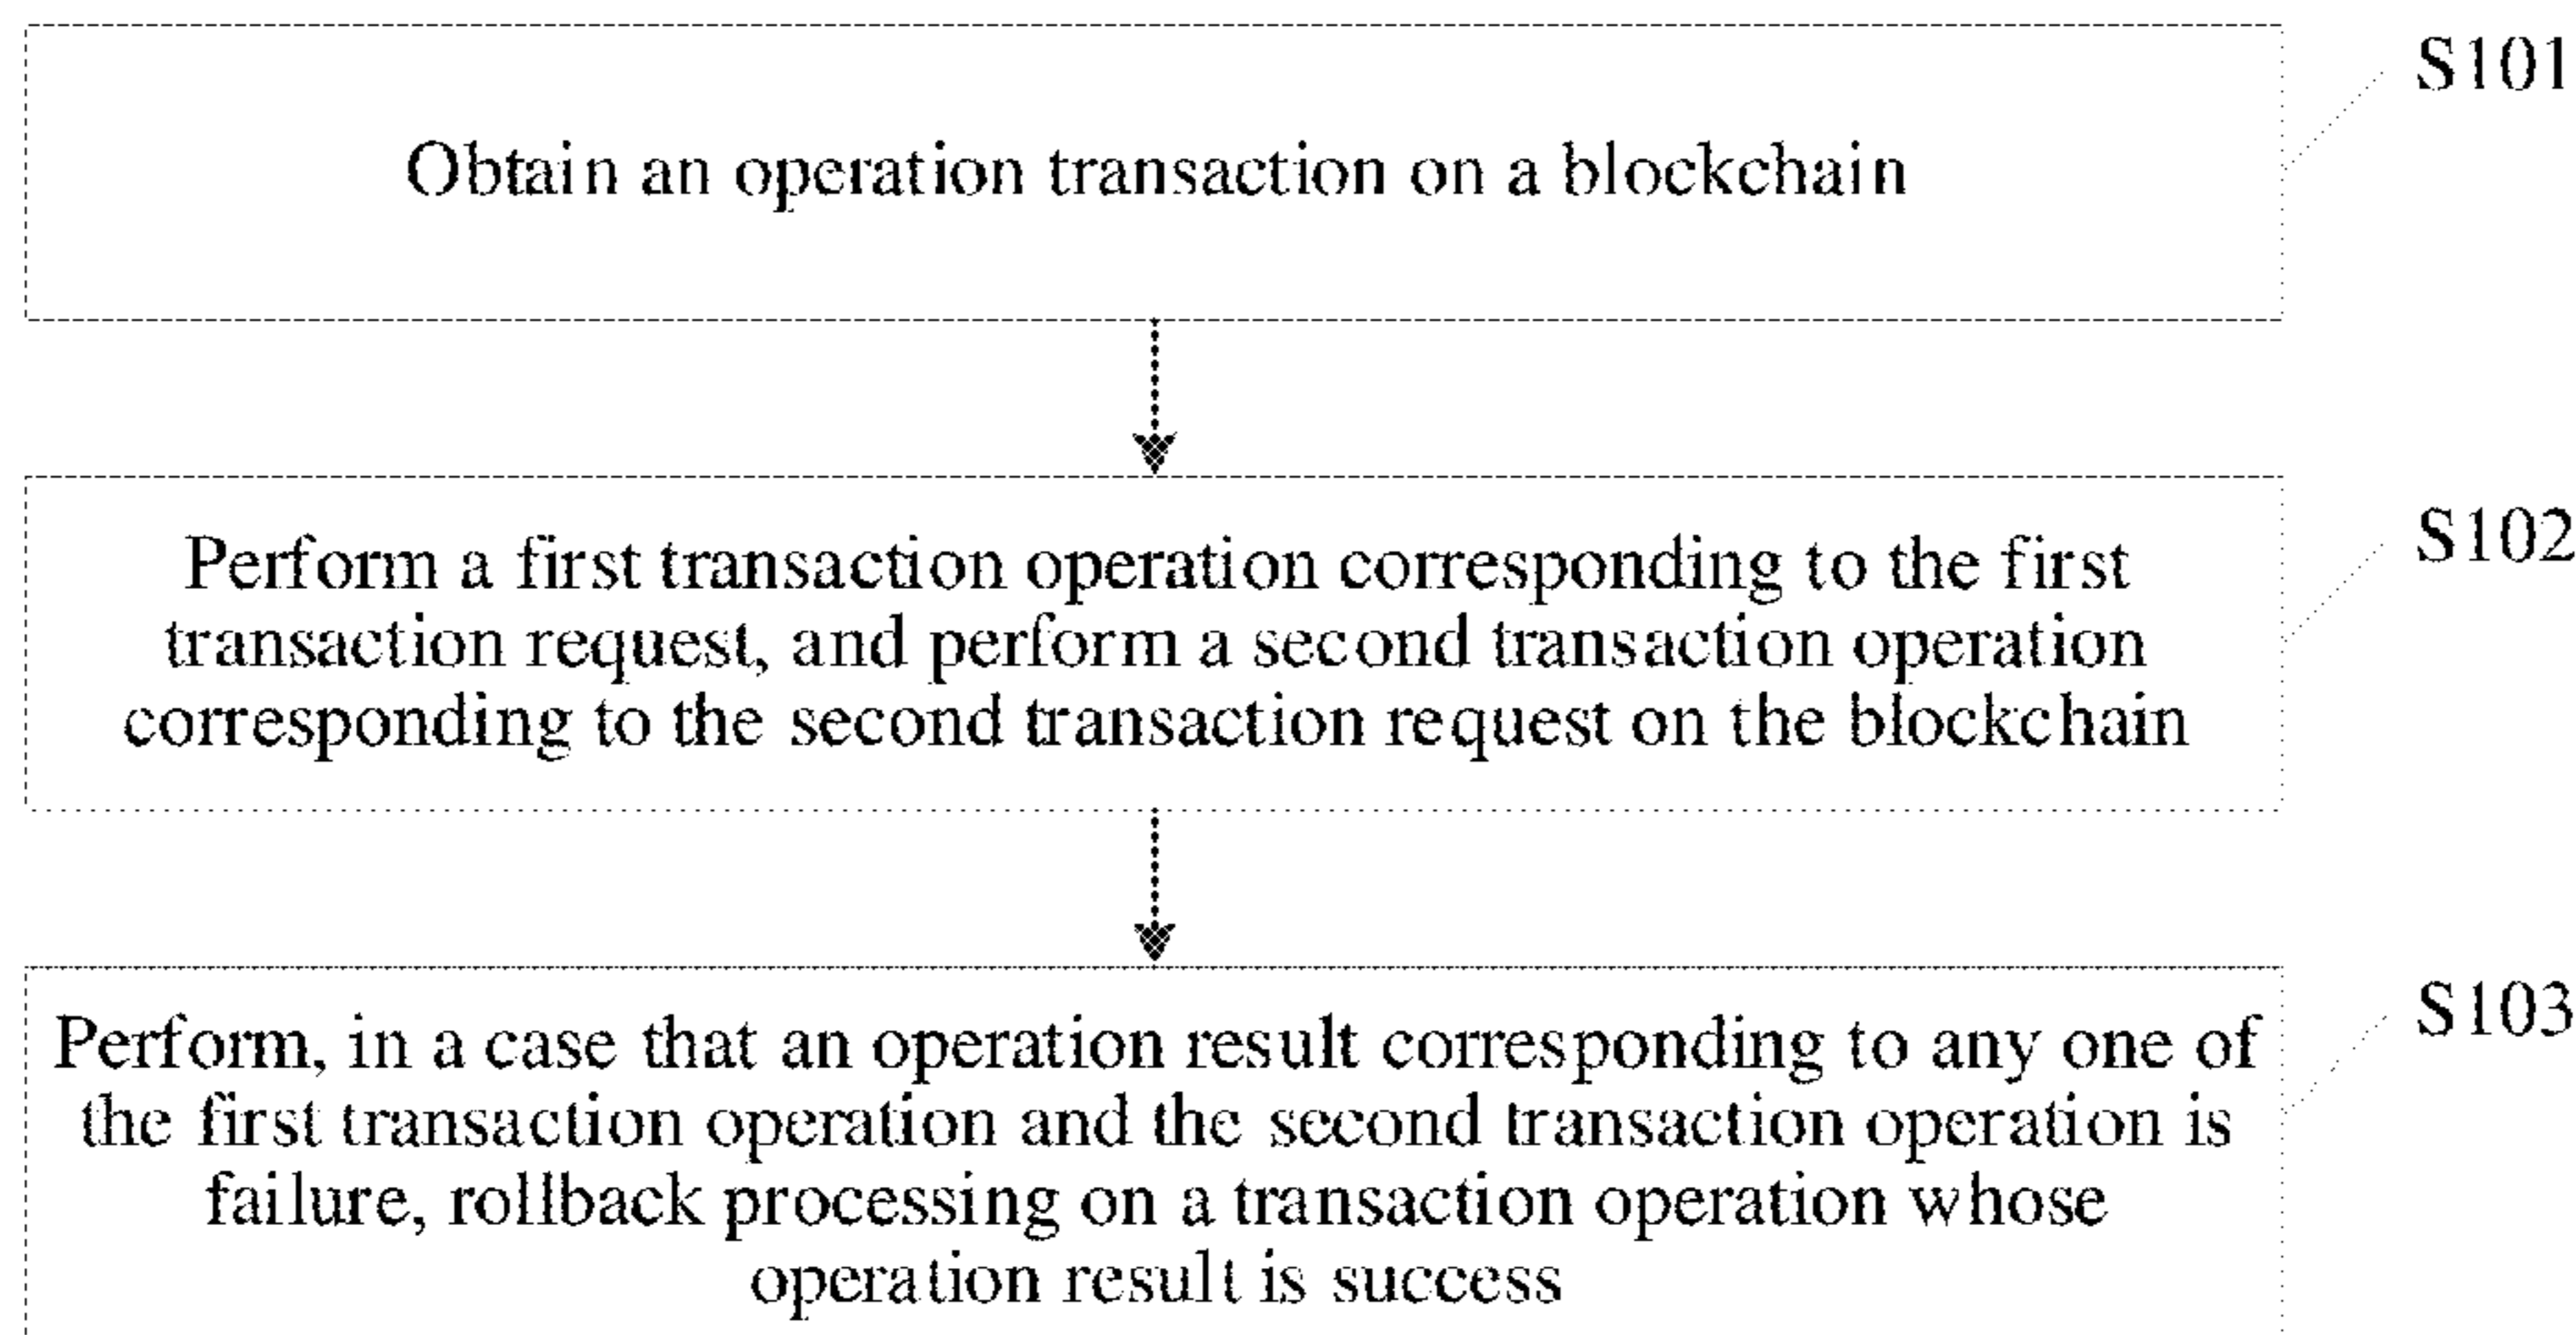 S101
Obtain an operation transaction on a blockchain
S102
Perform a first transaction operation corresponding to the first
transaction request, and perform a second transaction operation
corresponding to the second transaction request on the blockchain
S103
Perform, in a case that an operation result corresponding to any one of
the first transaction operation and the second transaction operation is
failure, rollback processing on a transaction operation whose
operation result is success